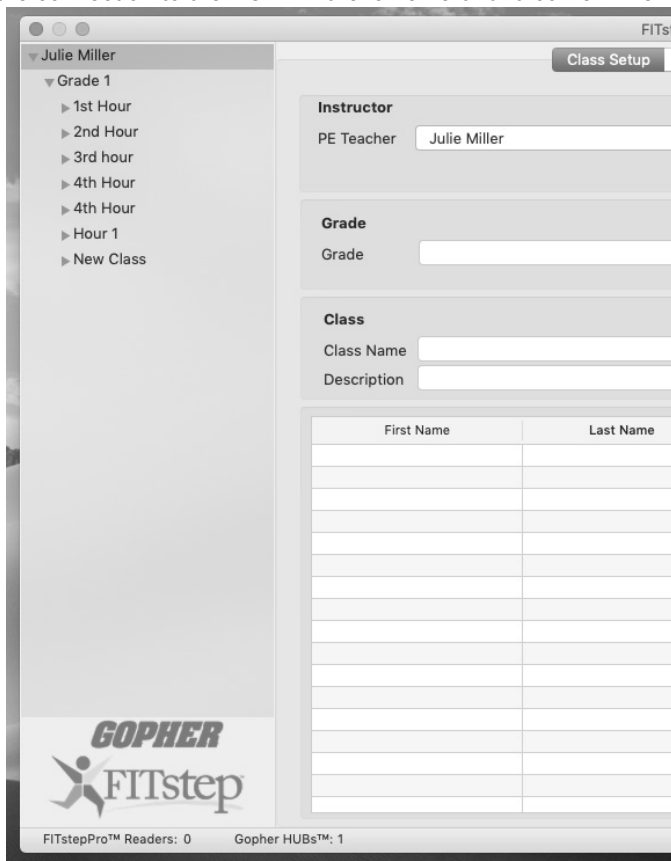 FITst
Julie Miller
Class Setup
Grade 1
1st Hour
2nd Hour
3rd hour
4th Hour
4th Hour
Hour 1
New Class
Instructor
PE Teacher Julie Miller
Grade
Grade
Class
Class Name
Description
First Name Last Name
GOPHER
FITstep
FITstepPro™ Readers: 0 Gopher HUBs™: 1